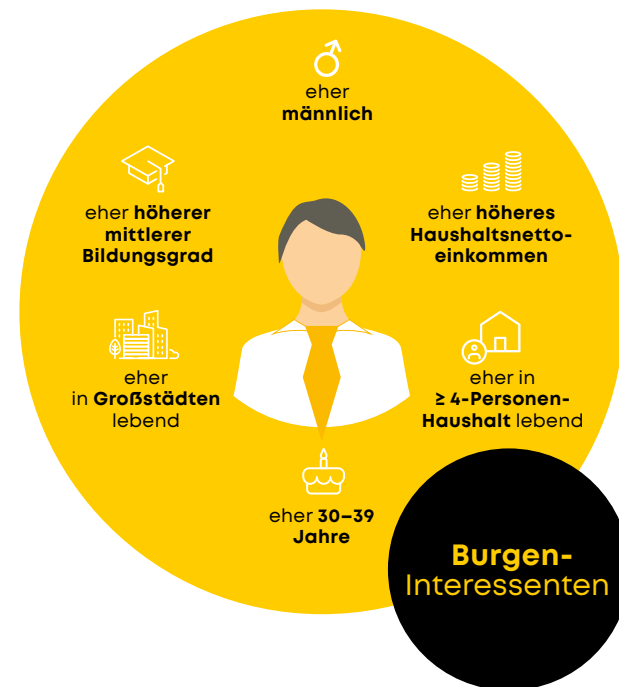 eher
männlich
eher höherer
mittlerer
Bildungsgrad
eher höheres
Haushaltsnetto-
einkommen
eher
in Großstädten
lebend
eher in
≥ 4-Personen-
Haushalt lebend
eher 30–39
Jahre
Burgen-
Interessenten